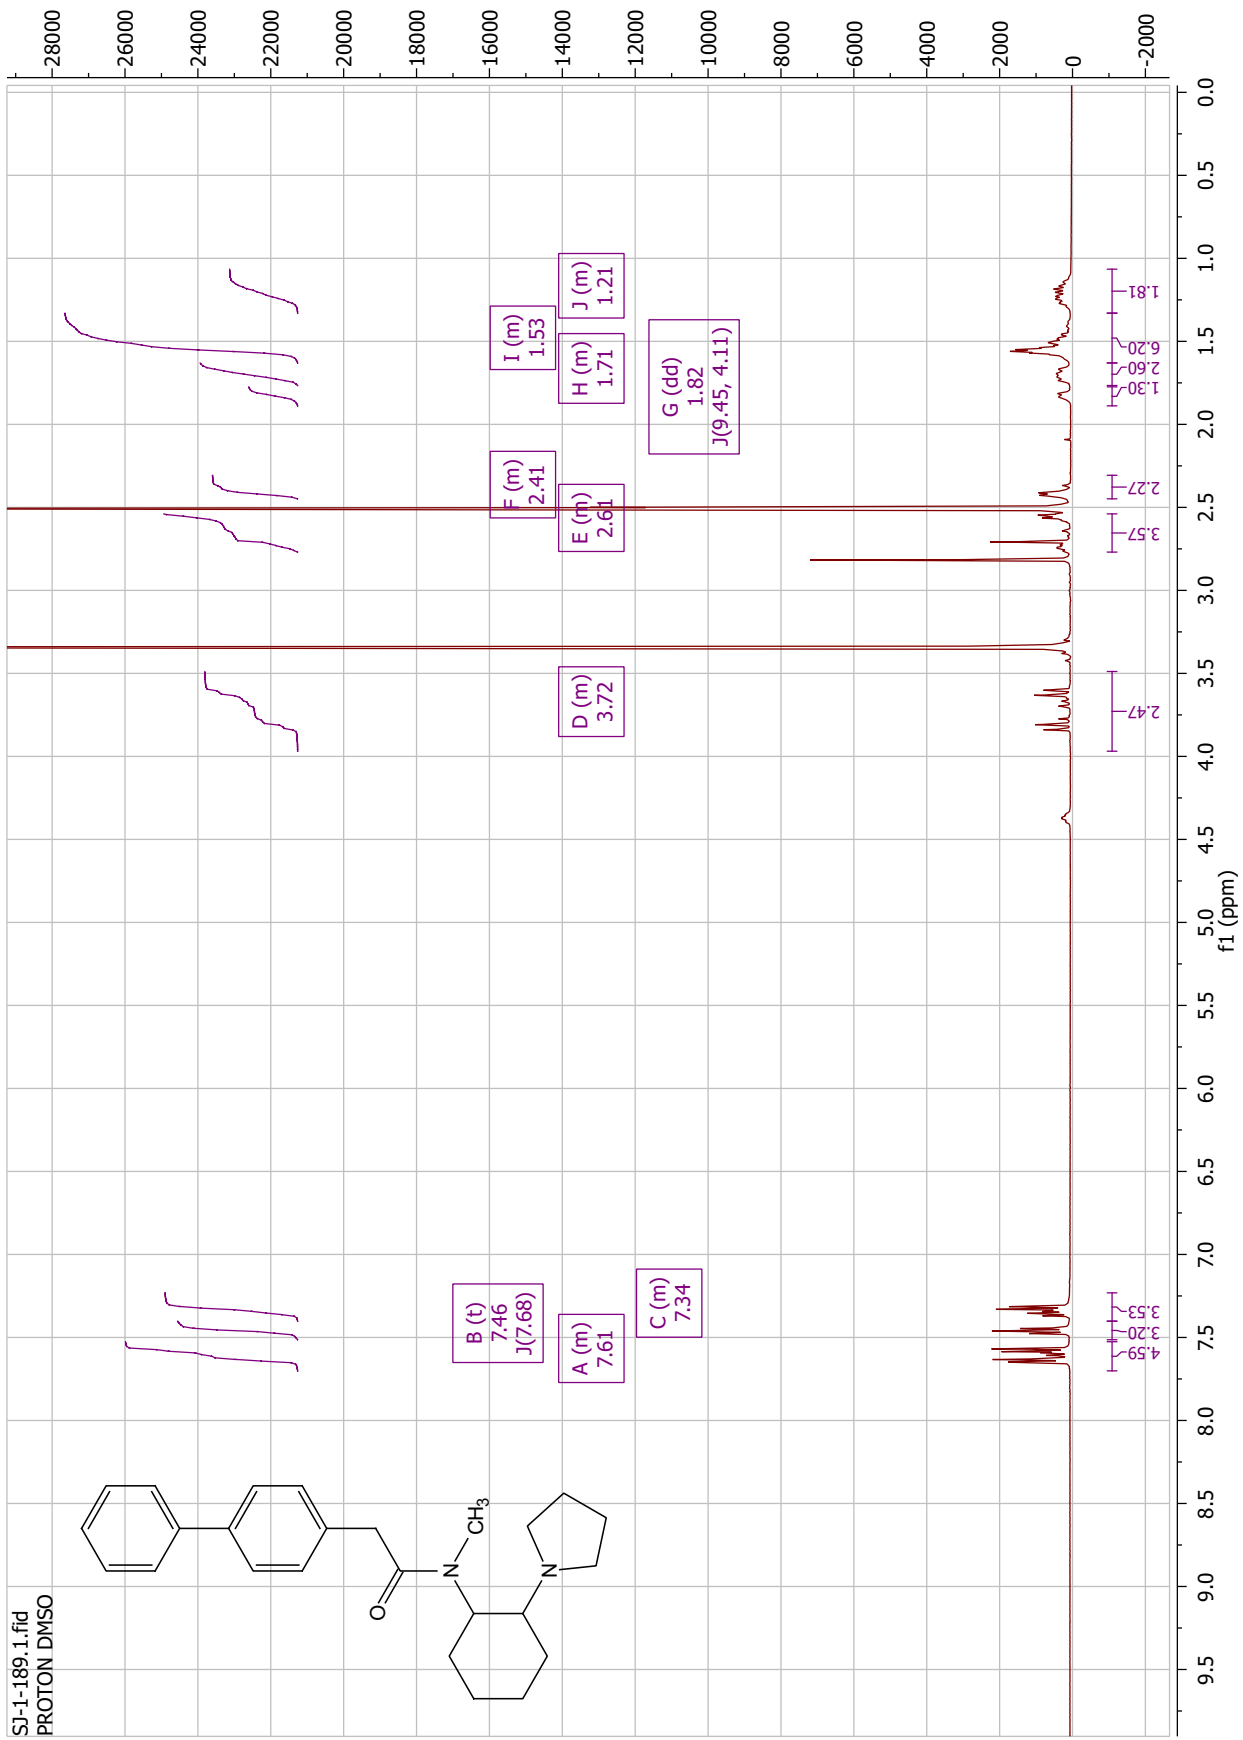 SJ-1-189.1.fid
PROTON DMSO
O
N
CH3
N
A (m)
7.61
B (t)
7.46
J(7.68)
C (m)
7.34
D (m)
3.72
E (m)
2.61
F (m)
2.41
G (dd)
1.82
J(9.45, 4.11)
H (m)
1.71
I (m)
1.53
J (m)
1.21
28000
26000
24000
22000
20000
18000
16000
14000
12000
10000
8000
6000
4000
2000
0
-2000
4.59
3.20
3.53
2.47
3.57
2.27
1.30
2.60
6.20
1.81
9.5 9.0 8.5 8.0 7.5 7.0 6.5 6.0 5.5 5.0 4.5 4.0 3.5 3.0 2.5 2.0 1.5 1.0 0.5 0.0
f1 (ppm)